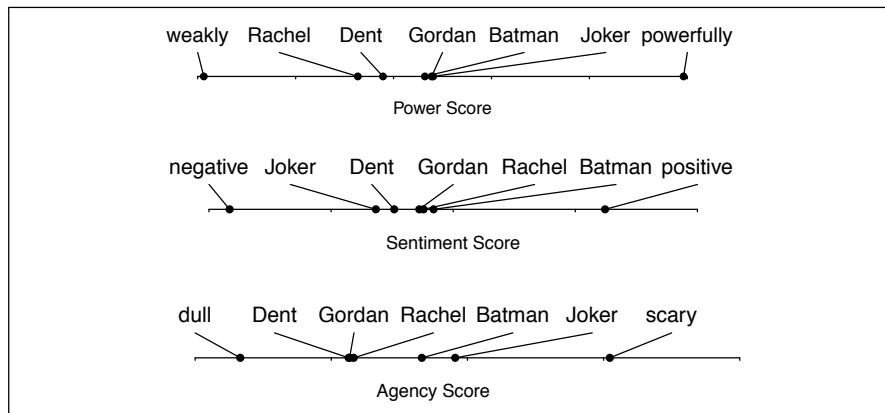 weakly Rachel Dent Gordan Batman Joker powerfully
Power Score
negative Joker Dent Gordan Rachel Batman positive
Sentiment Score
dull Dent Gordan Rachel Batman Joker scary
Agency Score